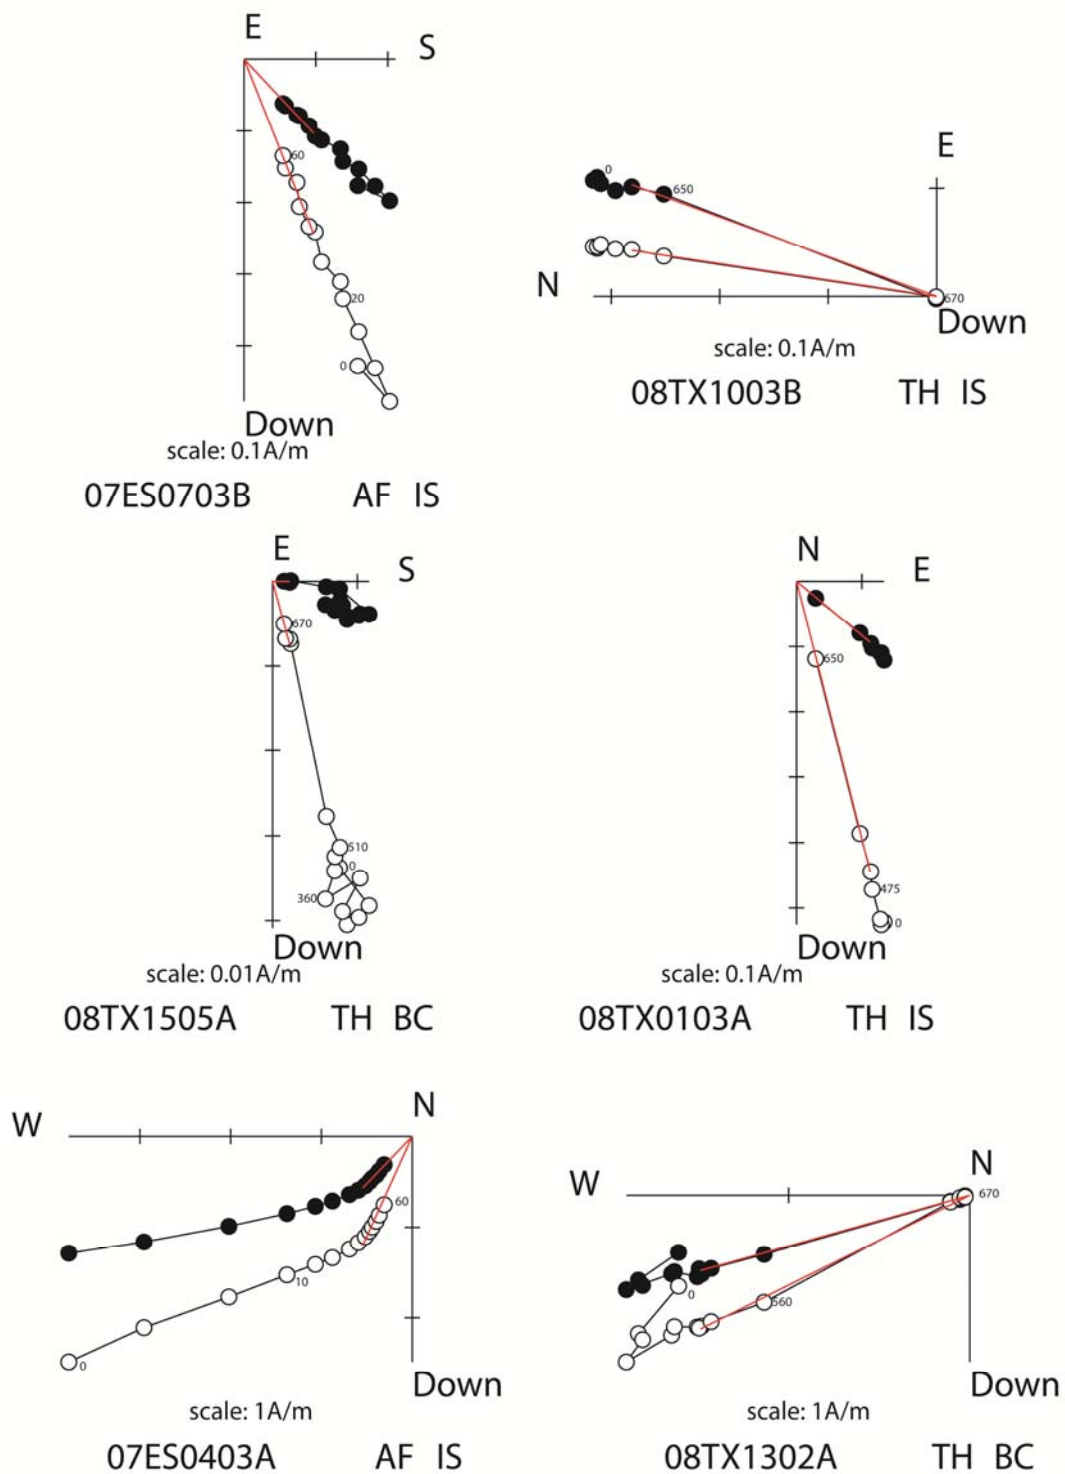 E
S
60
20
0
Down
scale: 0.1A/m
07ES0703B AF IS
E
0
650
N
670
Down
scale: 0.1A/m
08TX1003B TH IS
E
S
670
510
0
360
Down
scale: 0.01A/m
08TX1505A TH BC
N
E
650
475
0
Down
scale: 0.1A/m
08TX0103A TH IS
N
W
60
10
0
Down
scale: 1A/m
07ES0403A AF IS
N
W
670
0
560
Down
scale: 1A/m
08TX1302A TH BC